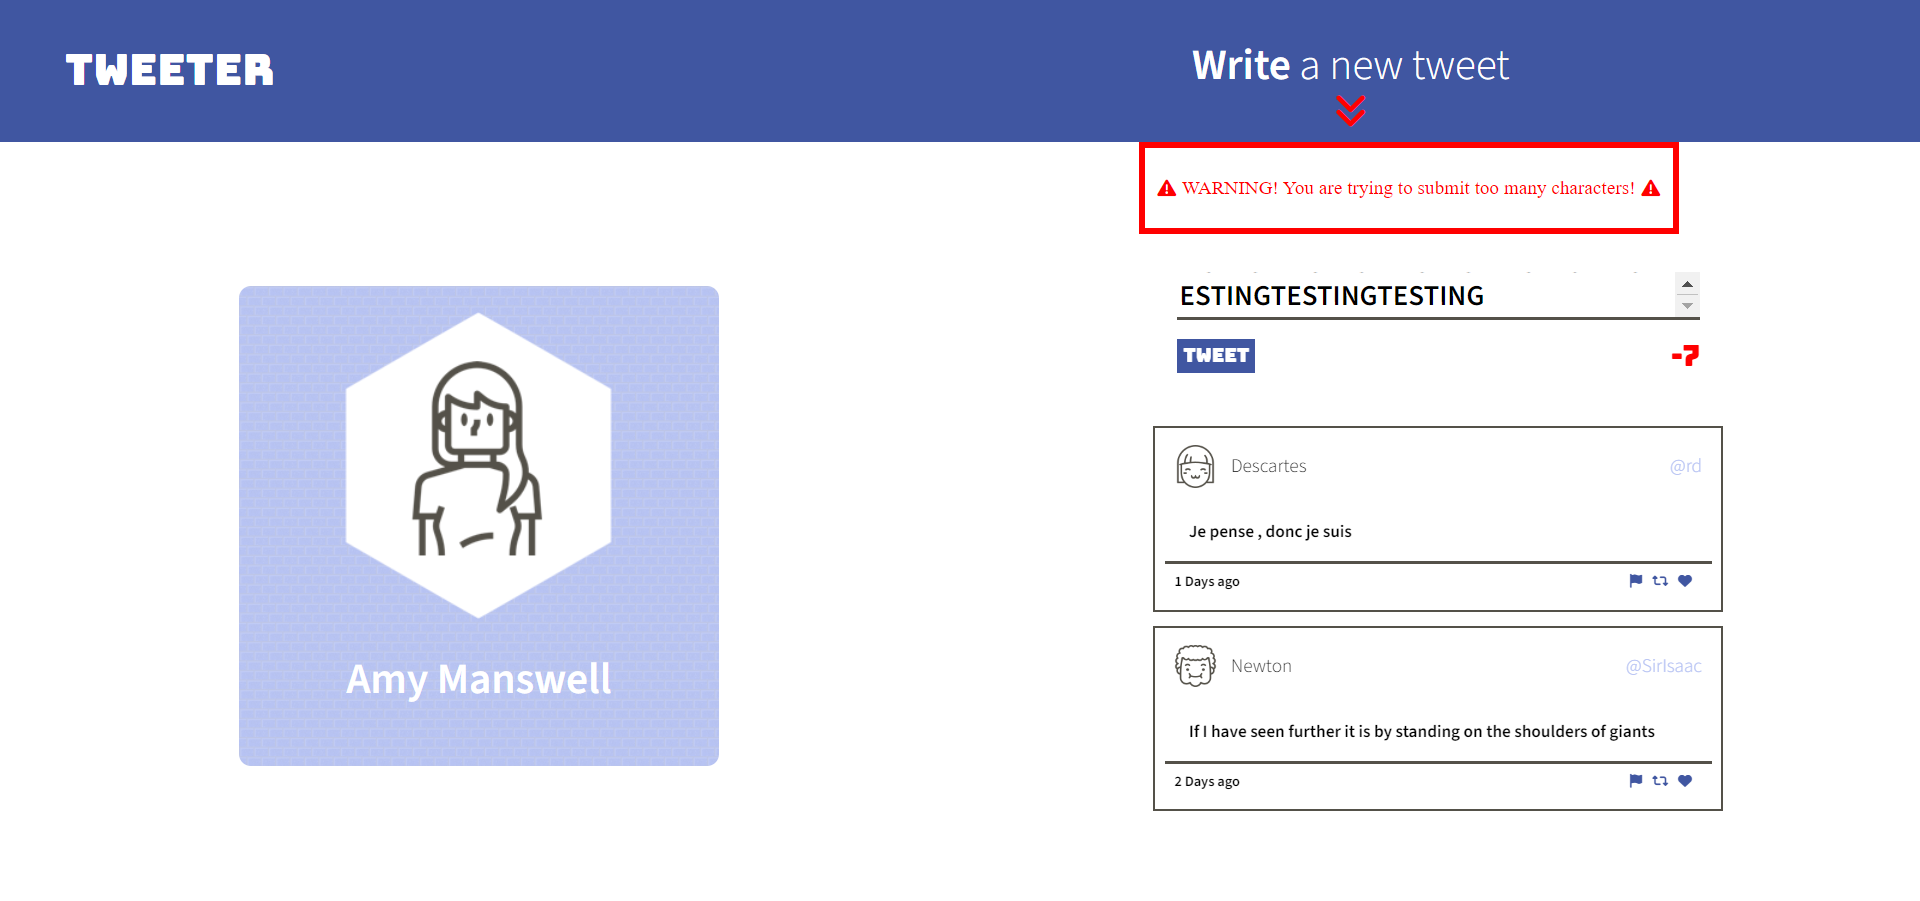 TWEETER
Write a new tweet
WARNING! You are trying to submit too many characters!
ESTINGTESTINGTESTING
TWEET
-7
Amy Manswell
Descartes
@rd
Je pense , donc je suis
1 Days ago
Newton
@SirIsaac
If I have seen further it is by standing on the shoulders of giants
2 Days ago